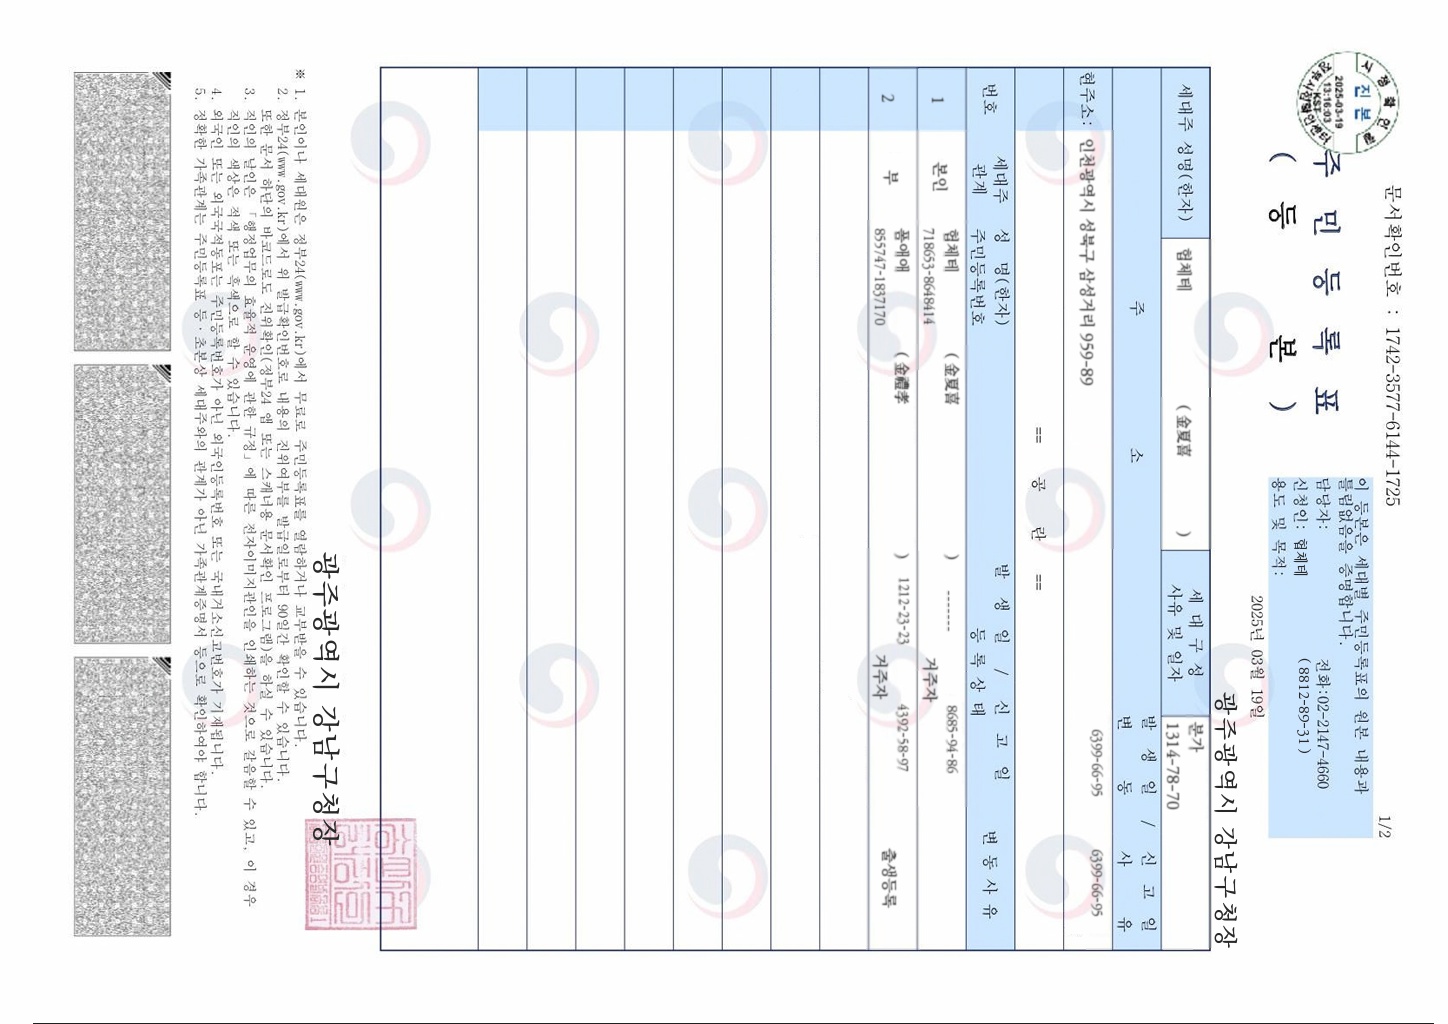 문서확인번호 : 1742-3577-6144-1725
1/2
시점확인필
진본
2025-03-19
13:16:03
KST
주 민 등 록 표
( 등 본 )
이 등본은 세대별 주민등록표의 원본 내용과
틀림없음을 증명합니다.
담당자: 전화:02-2147-4660
신청인: 협체테 (8812-89-31)
용도 및 목적:
2025년 03월 19일
광주광역시 강남구청장
세대주 성명(한자) 협체테 ( 金夏喜 ) 세 대 구 성 사유 및 일자 분가
1314-78-70
주 소 발 생 일 / 신 고 일
변 동 사 유
현주소: 인천광역시 성북구 삼성거리 959-89 6399-66-95 6399-66-95
== 공 란 ==
번호 세대주 관계 성 명(한자) 주민등록번호 발 생 일 / 신 고 일 등 록 상 태 변 동 사 유
1 본인 협체테 ( 金夏喜 ) ------- 8685-94-86
718653-8648414 거주자
2 부 폼애애 ( 金禮孝 ) 1212-23-23 4392-58-97 출생등록
855747-1837170 거주자
광주광역시 강남구청장
※ 1. 본인이나 세대원은 정부24(www.gov.kr)에서 무료로 주민등록표를 열람하거나 교부받을 수 있습니다.
2. 정부24(www.gov.kr)에서 위 발급확인번호로 내용의 진위여부를 발급일로부터 90일간 확인할 수 있습니다.
또한 문서 하단의 바코드로도 진위확인(정부24 앱 또는 스캐너용 문서확인 프로그램)을 하실 수 있습니다.
3. 직인의 날인은 「행정업무의 효율적 운영에 관한 규정」에 따른 전자이미지관인을 인쇄하는 것으로 갈음할 수 있고, 이 경우
직인의 색상은 적색 또는 흑색으로 할 수 있습니다.
4. 외국인 또는 외국국적동포는 주민등록번호가 아닌 외국인등록번호 또는 국내거소신고번호가 기재됩니다.
5. 정확한 가족관계는 주민등록표 등·초본상 세대주와의 관계가 아닌 가족관계증명서 등으로 확인하여야 합니다.